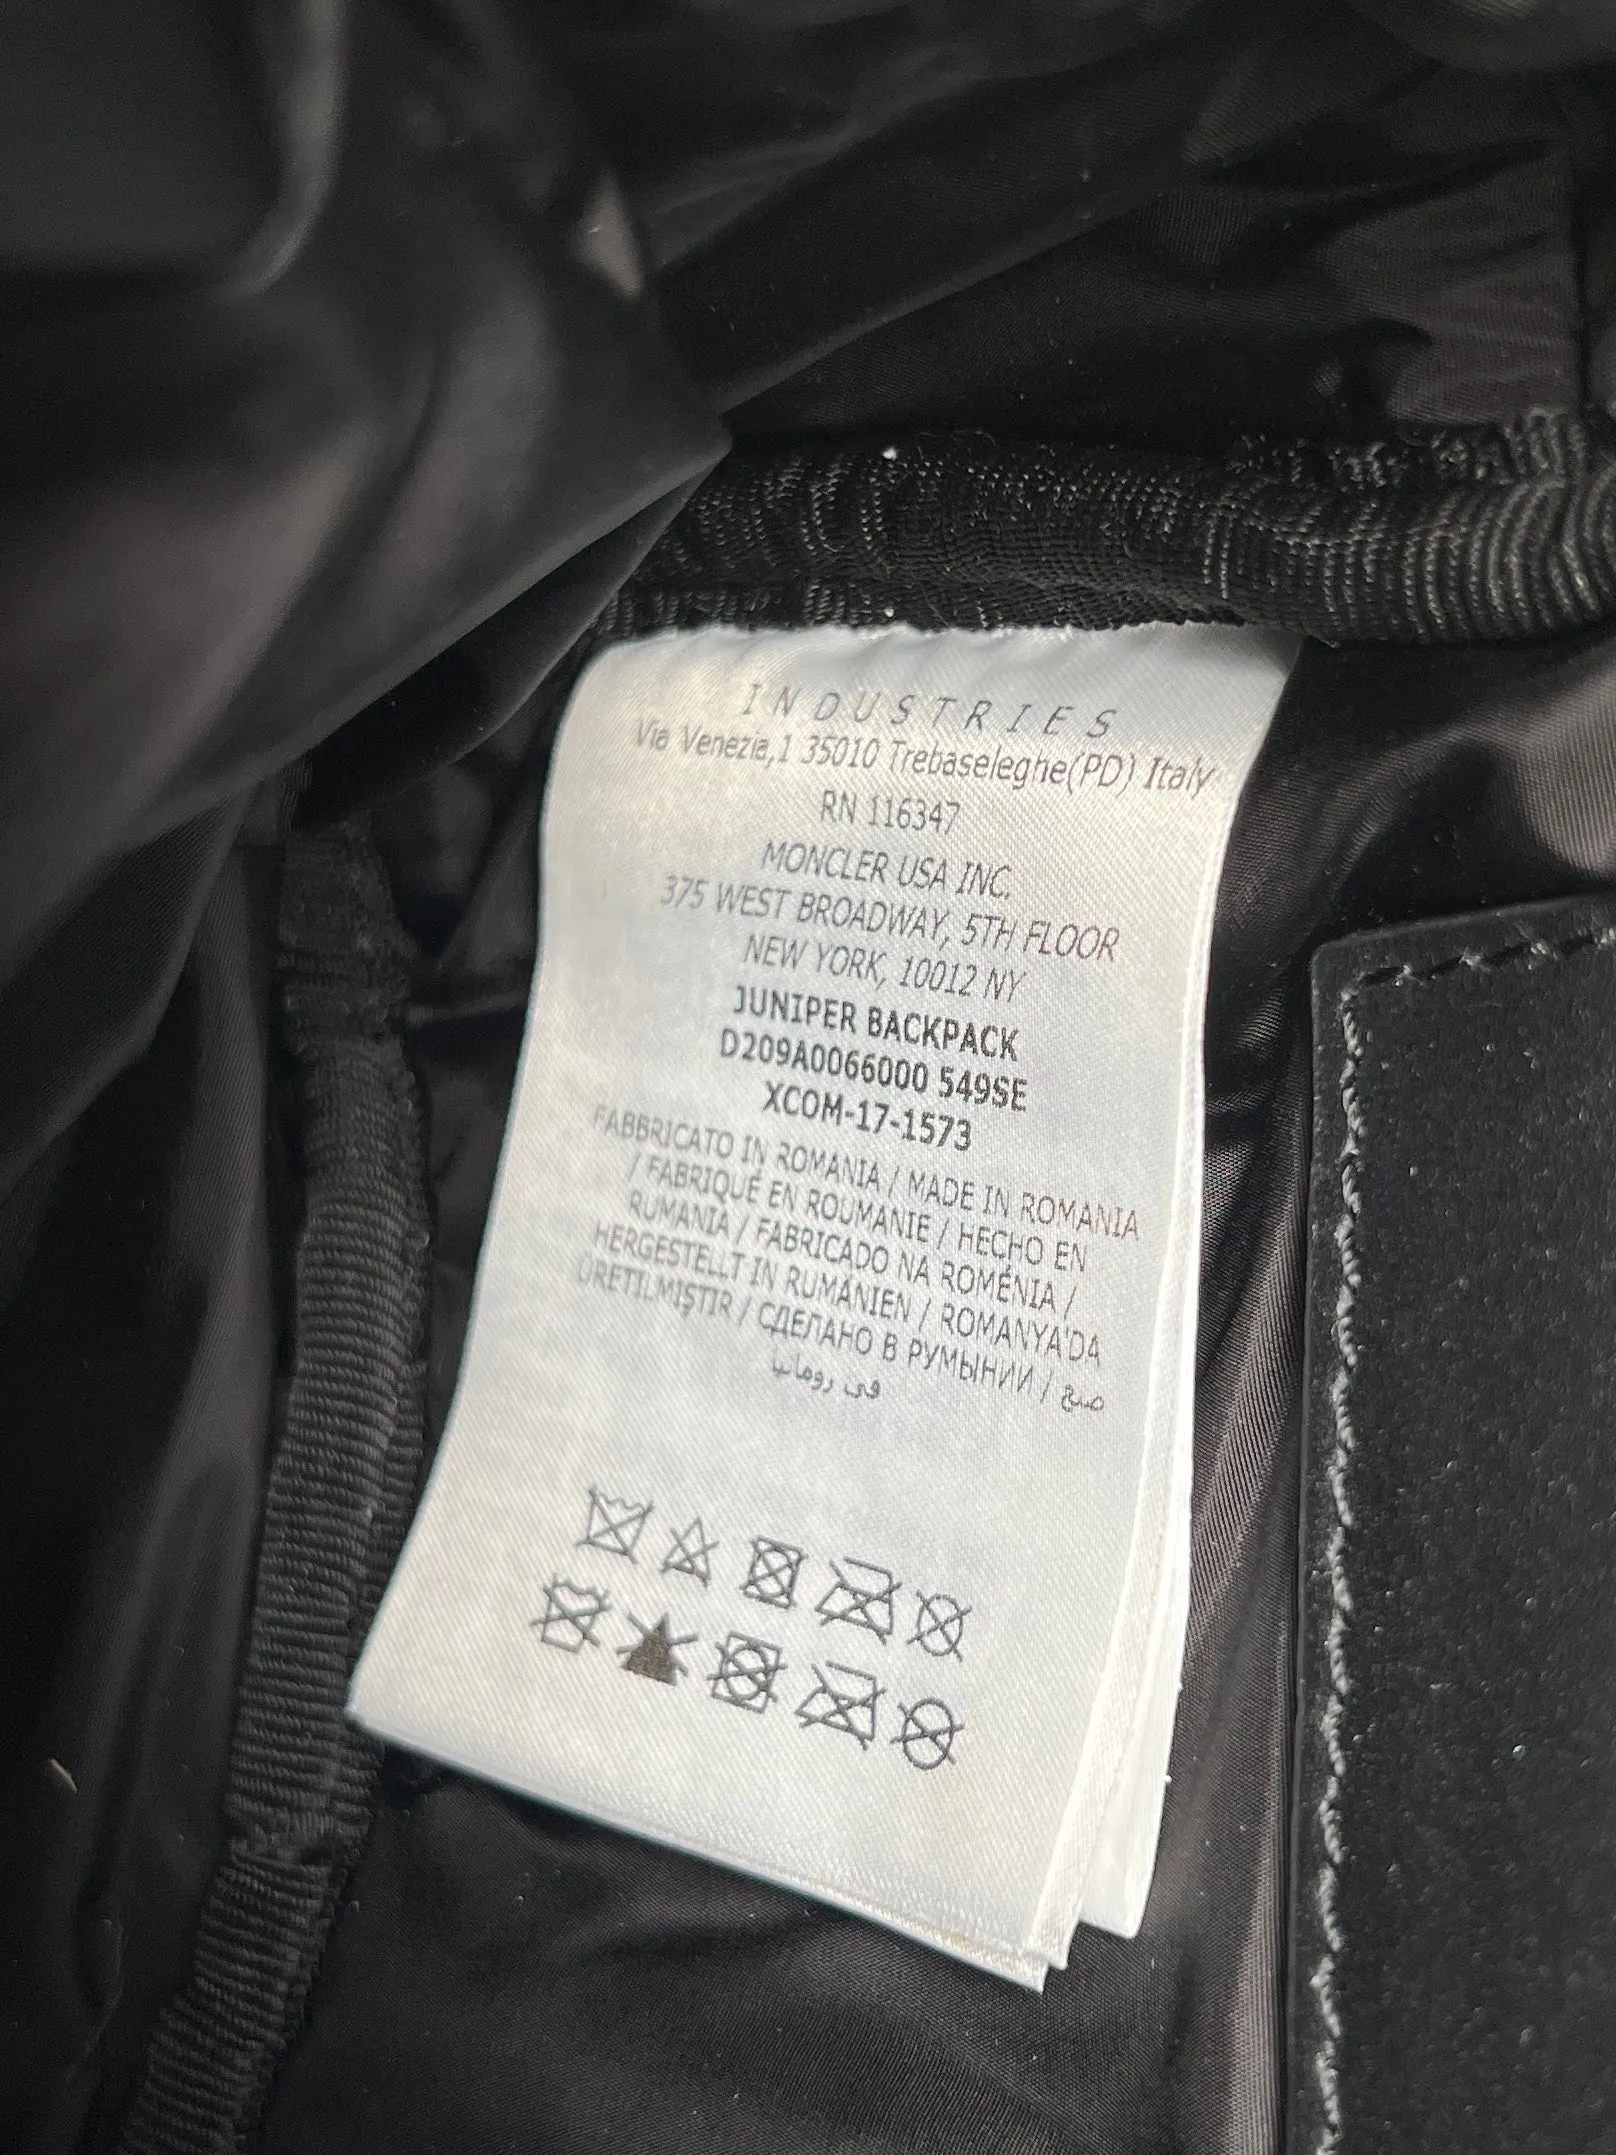 INDUSTRIES
Via Venezia,1 35010 Trebaseleghe(PD) Italy
RN 116347
MONCLER USA INC.
375 WEST BROADWAY, 5TH FLOOR
NEW YORK, 10012 NY
JUNIPER BACKPACK
D209A0066000 549SE
XCOM-17-1573
FABBRICATO IN ROMANIA / MADE IN ROMANIA
/ FABRIQUÉ EN ROUMANIE / HECHO EN
RUMANIA / FABRICADO NA ROMÉNIA /
HERGESTELLT IN RUMÄNIEN / ROMANYA'DA
ÜRETILMIŞTIR / СДЕЛАНО В РУМЫНИИ / صنع
في رومانيا